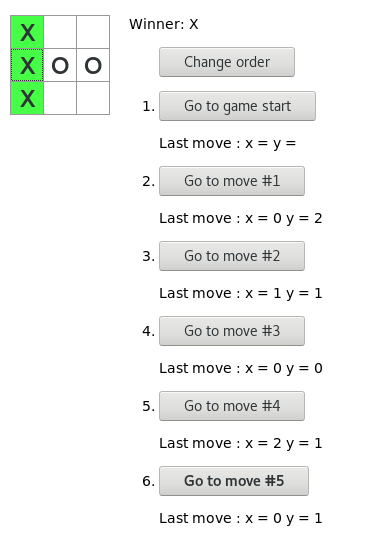 X
X O O
X
Winner: X
Change order
1. Go to game start
Last move : x = y =
2. Go to move #1
Last move : x = 0 y = 2
3. Go to move #2
Last move : x = 1 y = 1
4. Go to move #3
Last move : x = 0 y = 0
5. Go to move #4
Last move : x = 2 y = 1
6. Go to move #5
Last move : x = 0 y = 1